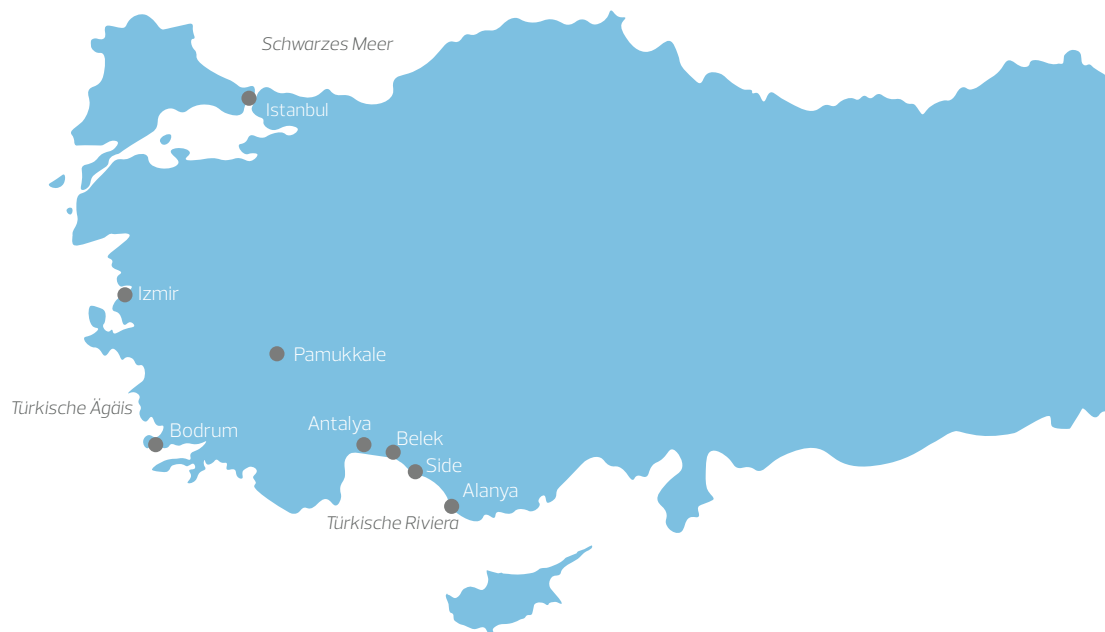 Schwarzes Meer
Istanbul
Izmir
Pamukkale
Türkische Ägäis
Bodrum
Antalya
Belek
Side
Alanya
Türkische Riviera